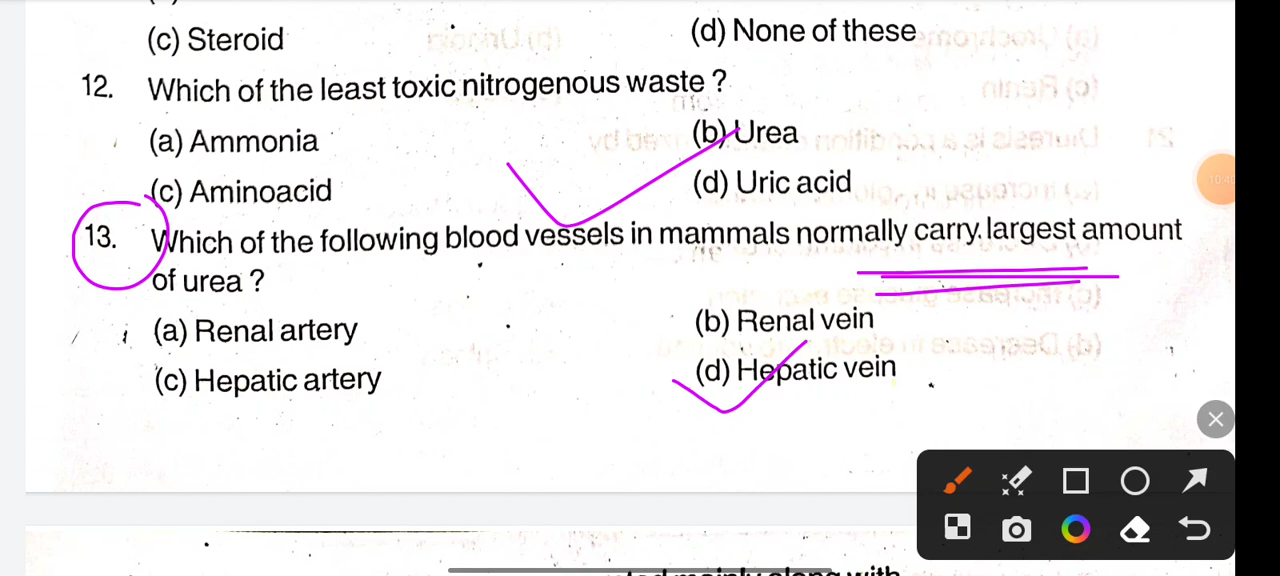 (c) Steroid (d) None of these
12. Which of the least toxic nitrogenous waste ?
(a) Ammonia (b) Urea
(c) Aminoacid (d) Uric acid
13. Which of the following blood vessels in mammals normally carry largest amount
of urea ?
(a) Renal artery (b) Renal vein
(c) Hepatic artery (d) Hepatic vein